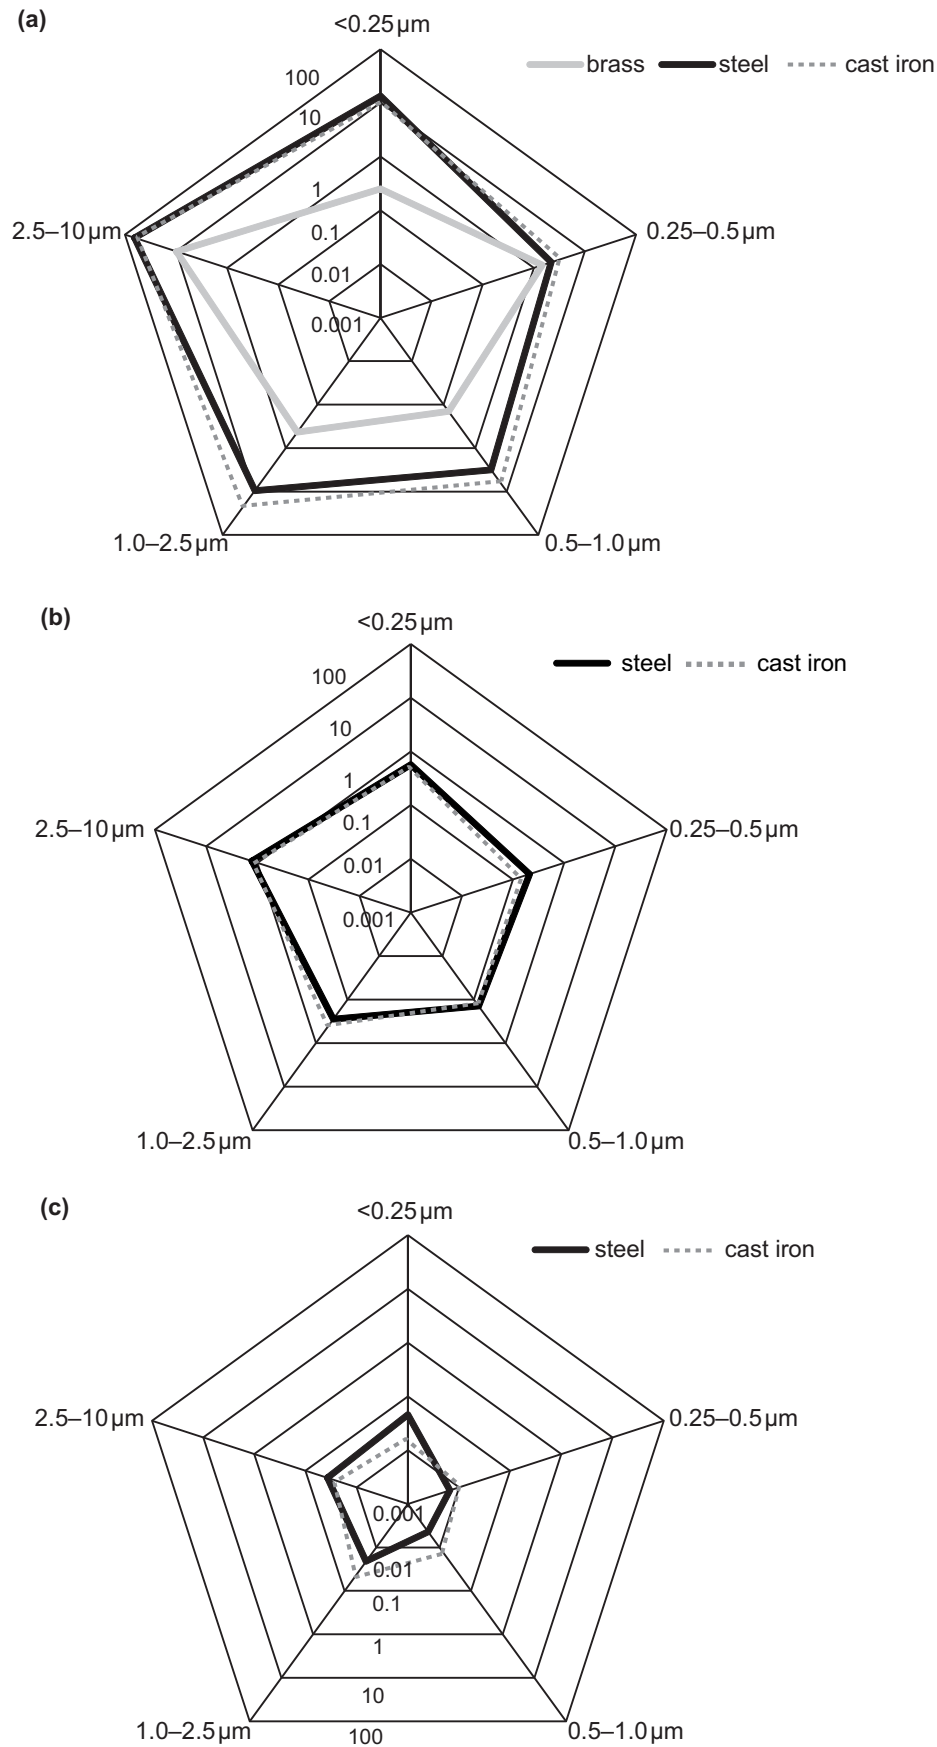 (a)
<0.25 µm
brass steel cast iron
100
10
1
2.5–10 µm
0.25–0.5 µm
0.1
0.01
0.001
1.0–2.5 µm
0.5–1.0 µm
(b)
<0.25 µm
steel cast iron
100
10
1
2.5–10 µm
0.25–0.5 µm
0.1
0.01
0.001
1.0–2.5 µm
0.5–1.0 µm
(c)
<0.25 µm
steel cast iron
2.5–10 µm
0.25–0.5 µm
0.001
0.01
0.1
1
10
1.0–2.5 µm
0.5–1.0 µm
100